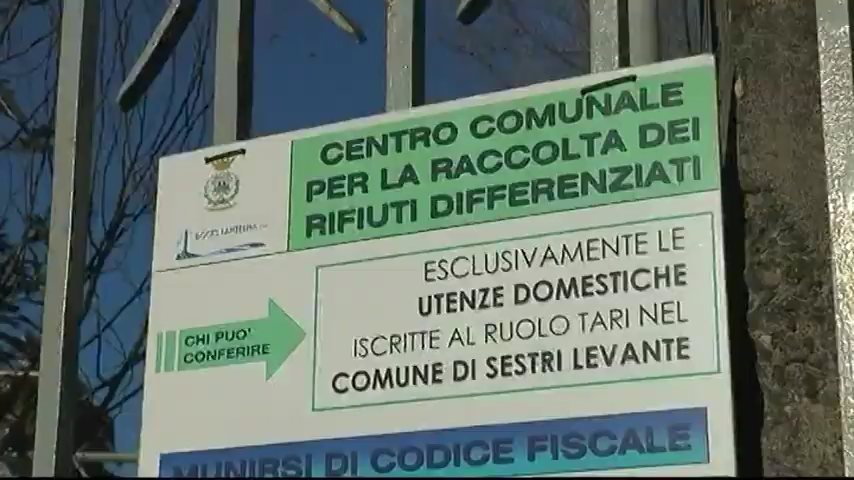 CENTRO COMUNALE
PER LA RACCOLTA DEI
RIFIUTI DIFFERENZIATI
CHI PUO'
CONFERIRE
ESCLUSIVAMENTE LE
UTENZE DOMESTICHE
ISCRITTE AL RUOLO TARI NEL
COMUNE DI SESTRI LEVANTE
MUNIRSI DI CODICE FISCALE